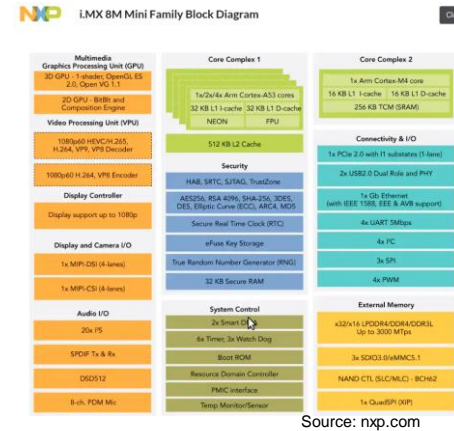 NXP i.MX 8M Mini Family Block Diagram
Multimedia
Graphics Processing Unit (GPU)
3D GPU - 1-shader, OpenGL ES
2.0, Open VG 1.1
2D GPU - BitBlt and
Composition Engine
Video Processing Unit (VPU)
1080p60 HEVC/H.265,
H.264, VP9, VP8 Decoder
1080p60 H.264, VP8 Encoder
Display Controller
Display support up to 1080p
Display and Camera I/O
1x MIPI-DSI (4-lanes)
1x MIPI-CSI (4-lanes)
Audio I/O
20x I²S
SPDIF Tx & Rx
DSD512
8-ch. PDM Mic
Core Complex 1
1x/2x/4x Arm Cortex-A53 cores
32 KB L1 I-cache 32 KB L1 D-cache
NEON FPU
512 KB L2 Cache
Security
HAB, SRTC, SJTAG, TrustZone
AES256, RSA 4096, SHA-256, 3DES,
DES, Elliptic Curve (ECC), ARC4, MD5
Secure Real Time Clock (RTC)
eFuse Key Storage
True Random Number Generator (RNG)
32 KB Secure RAM
System Control
2x Smart
6x Timer, 3x Watch Dog
Boot ROM
Resource Domain Controller
PMIC interface
Temp Monitor/Sensor
Core Complex 2
1x Arm Cortex-M4 core
16 KB L1 I-cache 16 KB L1 D-cache
256 KB TCM (SRAM)
Connectivity & I/O
1x PCIe 2.0 with l1 substates (1-lane)
2x USB2.0 Dual Role and PHY
1x Gb Ethernet
(with IEEE 1588, EEE & AVB support)
4x UART 5Mbps
4x I²C
3x SPI
4x PWM
External Memory
x32/x16 LPDDR4/DDR4/DDR3L
Up to 3000 MTps
3x SDIO3.0/eMMC5.1
NAND CTL (SLC/MLC) - BCH62
1x QuadSPI (XIP)
Source: nxp.com